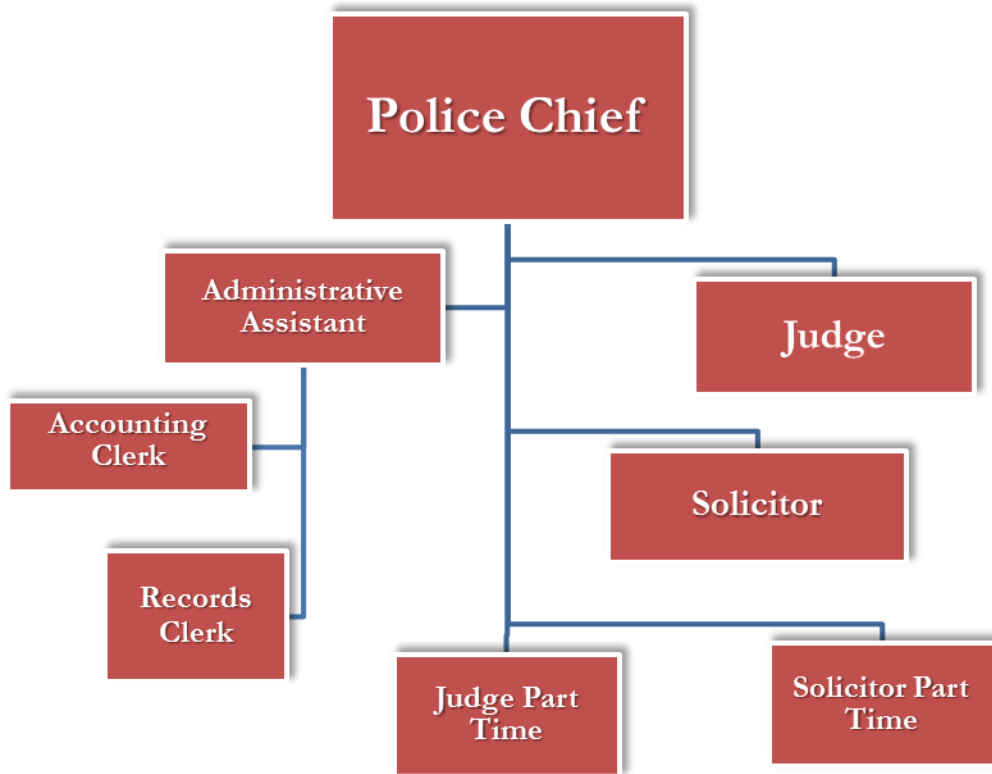 Police Chief
Administrative
Assistant
Judge
Accounting
Clerk
Solicitor
Records
Clerk
Judge Part
Time
Solicitor Part
Time